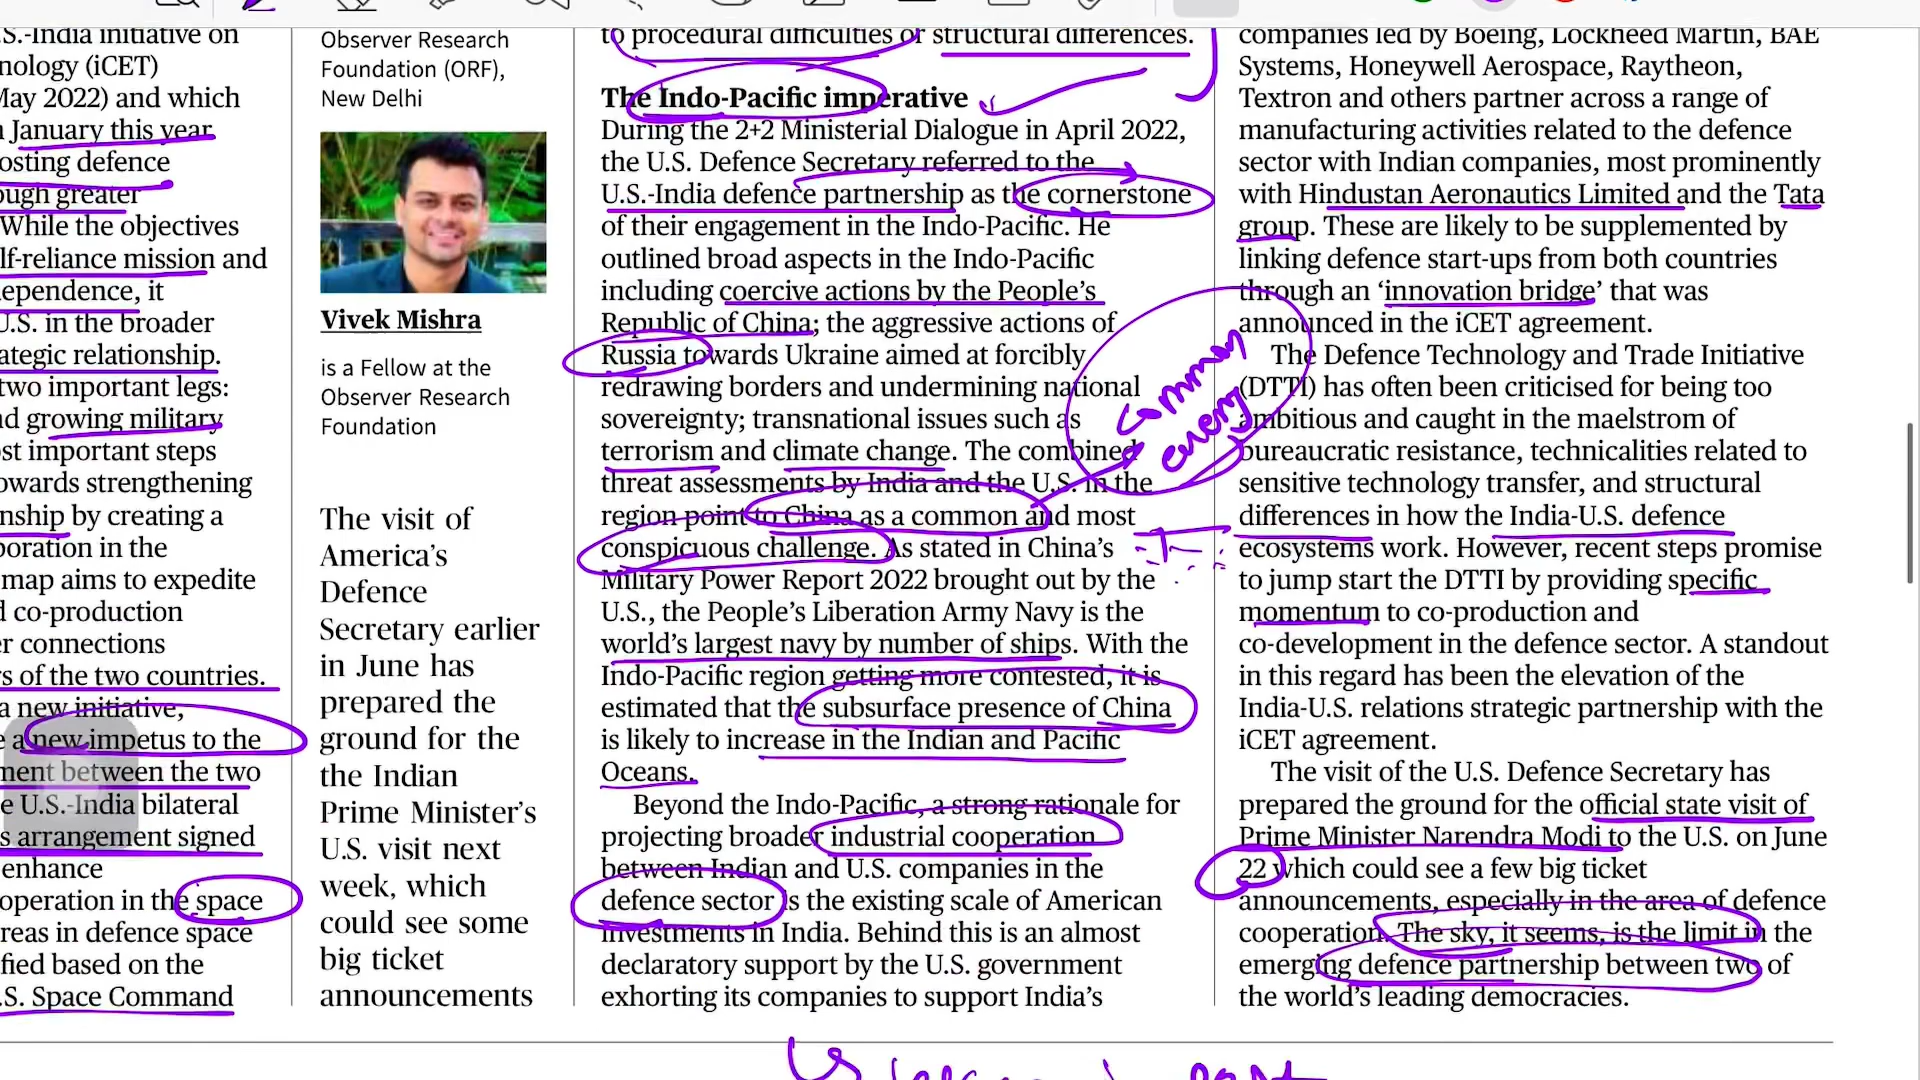 S.-India initiative on
nology (iCET)
May 2022) and which
January this year
osting defence
ough greater
While the objectives
lf-reliance mission and
ependence, it
U.S. in the broader
ategic relationship.
two important legs:
nd growing military
st important steps
owards strengthening
nship by creating a
poration in the
map aims to expedite
d co-production
er connections
rs of the two countries.
a new initiative,
e a new impetus to the
ment between the two
e U.S.-India bilateral
s arrangement signed
enhance
operation in the space
reas in defence space
fied based on the
.S. Space Command
Observer Research
Foundation (ORF),
New Delhi
Vivek Mishra
is a Fellow at the
Observer Research
Foundation
The visit of
America’s
Defence
Secretary earlier
in June has
prepared the
ground for the
the Indian
Prime Minister’s
U.S. visit next
week, which
could see some
big ticket
announcements
to procedural difficulties or structural differences.
The Indo-Pacific imperative
During the 2+2 Ministerial Dialogue in April 2022,
the U.S. Defence Secretary referred to the
U.S.-India defence partnership as the cornerstone
of their engagement in the Indo-Pacific. He
outlined broad aspects in the Indo-Pacific
including coercive actions by the People’s
Republic of China; the aggressive actions of
Russia towards Ukraine aimed at forcibly
redrawing borders and undermining national
sovereignty; transnational issues such as
terrorism and climate change. The combined
threat assessments by India and the U.S. in the
region point to China as a common and most
conspicuous challenge. As stated in China’s
Military Power Report 2022 brought out by the
U.S., the People’s Liberation Army Navy is the
world’s largest navy by number of ships. With the
Indo-Pacific region getting more contested, it is
estimated that the subsurface presence of China
is likely to increase in the Indian and Pacific
Oceans.
Beyond the Indo-Pacific, a strong rationale for
projecting broader industrial cooperation
between Indian and U.S. companies in the
defence sector is the existing scale of American
investments in India. Behind this is an almost
declaratory support by the U.S. government
exhorting its companies to support India’s
common
enemy
companies led by Boeing, Lockheed Martin, BAE
Systems, Honeywell Aerospace, Raytheon,
Textron and others partner across a range of
manufacturing activities related to the defence
sector with Indian companies, most prominently
with Hindustan Aeronautics Limited and the Tata
group. These are likely to be supplemented by
linking defence start-ups from both countries
through an ‘innovation bridge’ that was
announced in the iCET agreement.
The Defence Technology and Trade Initiative
(DTTI) has often been criticised for being too
ambitious and caught in the maelstrom of
bureaucratic resistance, technicalities related to
sensitive technology transfer, and structural
differences in how the India-U.S. defence
ecosystems work. However, recent steps promise
to jump start the DTTI by providing specific
momentum to co-production and
co-development in the defence sector. A standout
in this regard has been the elevation of the
India-U.S. relations strategic partnership with the
iCET agreement.
The visit of the U.S. Defence Secretary has
prepared the ground for the official state visit of
Prime Minister Narendra Modi to the U.S. on June
22 which could see a few big ticket
announcements, especially in the area of defence
cooperation. The sky, it seems, is the limit in the
emerging defence partnership between two of
the world’s leading democracies.